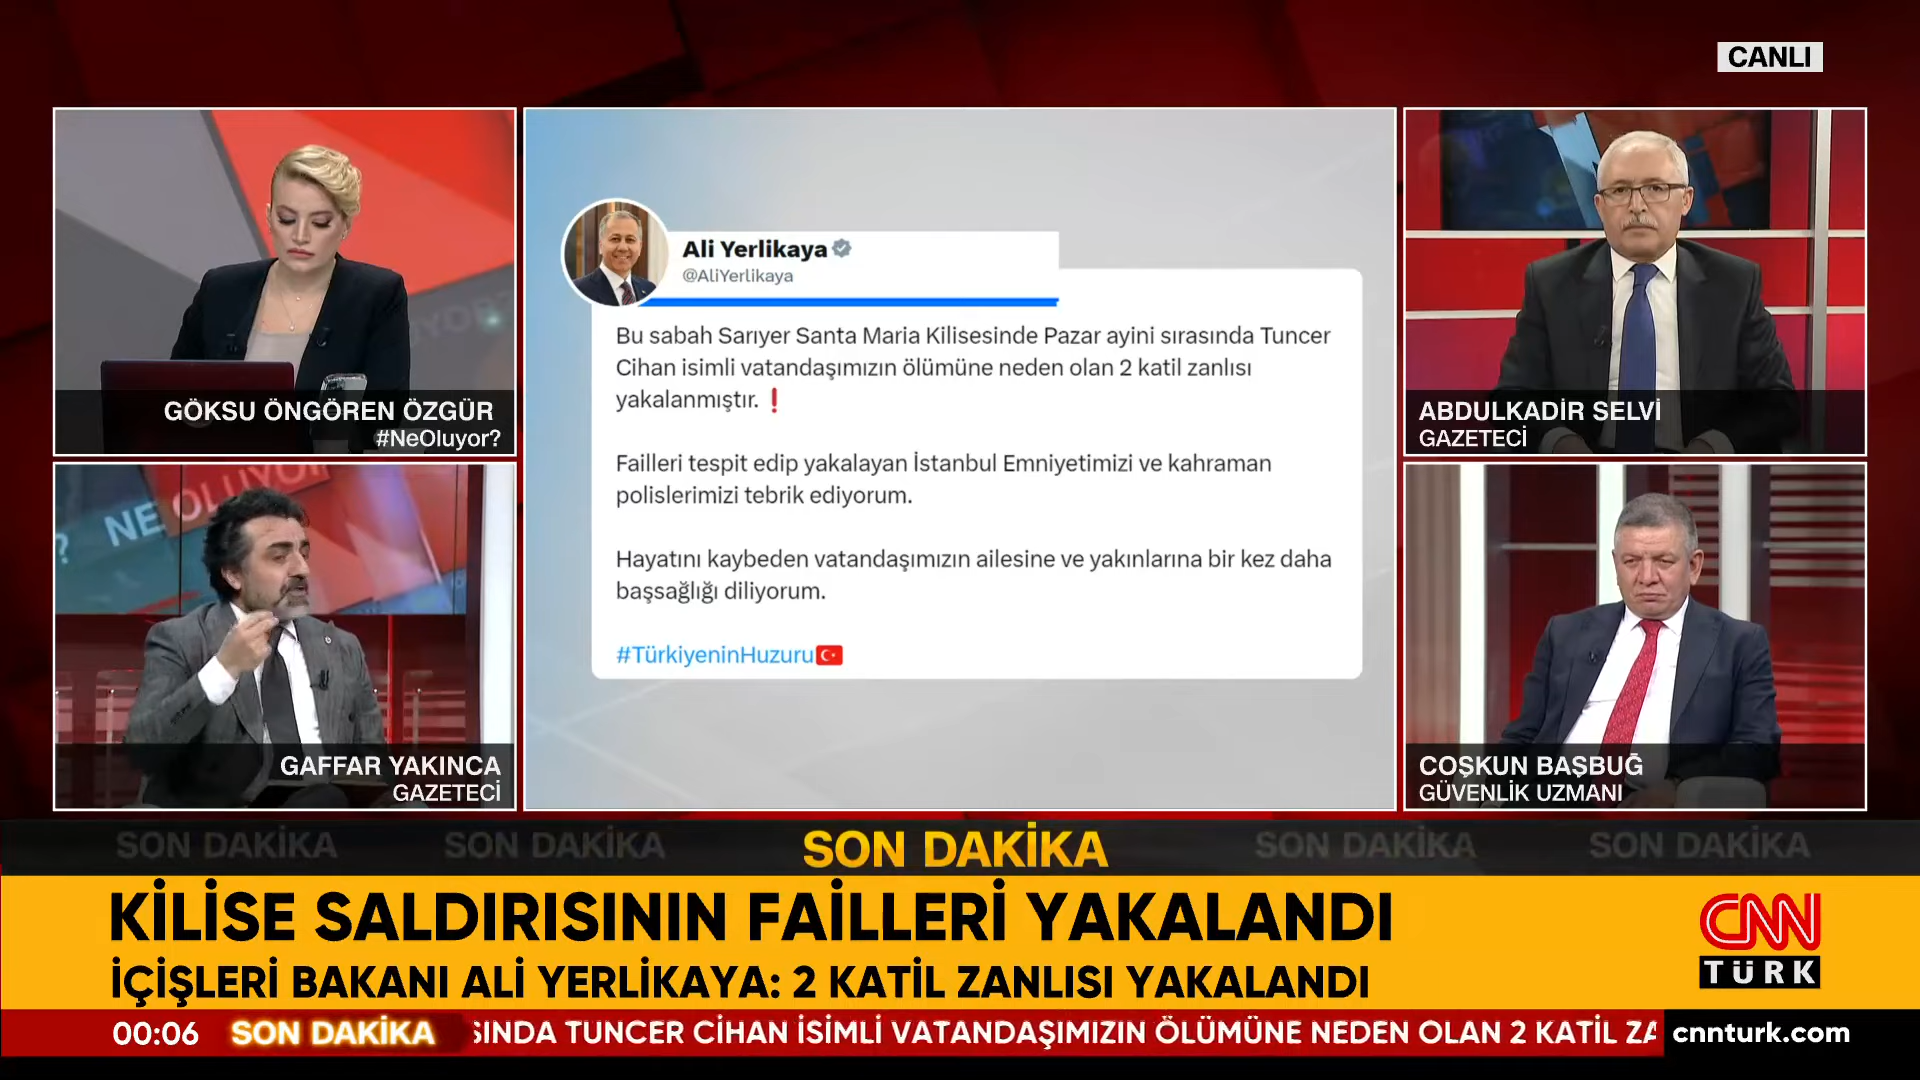 CANLI
GÖKSU ÖNGÖREN ÖZGÜR
#NeOluyor?
Ali Yerlikaya
@AliYerlikaya
Bu sabah Sarıyer Santa Maria Kilisesinde Pazar ayini sırasında Tuncer
Cihan isimli vatandaşımızın ölümüne neden olan 2 katil zanlısı
yakalanmıştır. ❗
Failleri tespit edip yakalayan İstanbul Emniyetimizi ve kahraman
polislerimizi tebrik ediyorum.
Hayatını kaybeden vatandaşımızın ailesine ve yakınlarına bir kez daha
başsağlığı diliyorum.
#TürkiyeninHuzuru🇹🇷
ABDULKADİR SELVİ
GAZETECİ
NE OLUYOR?
GAFFAR YAKINCA
GAZETECİ
COŞKUN BAŞBUĞ
GÜVENLİK UZMANI
SON DAKİKA SON DAKİKA SON DAKİKA SON DAKİKA SON DAKİKA
KİLİSE SALDIRISININ FAİLLERİ YAKALANDI
İÇİŞLERİ BAKANI ALİ YERLİKAYA: 2 KATİL ZANLISI YAKALANDI
CNN
TÜRK
00:06 SON DAKİKA SINDA TUNCER CİHAN İSİMLİ VATANDAŞIMIZIN ÖLÜMÜNE NEDEN OLAN 2 KATİL ZA cnnturk.com